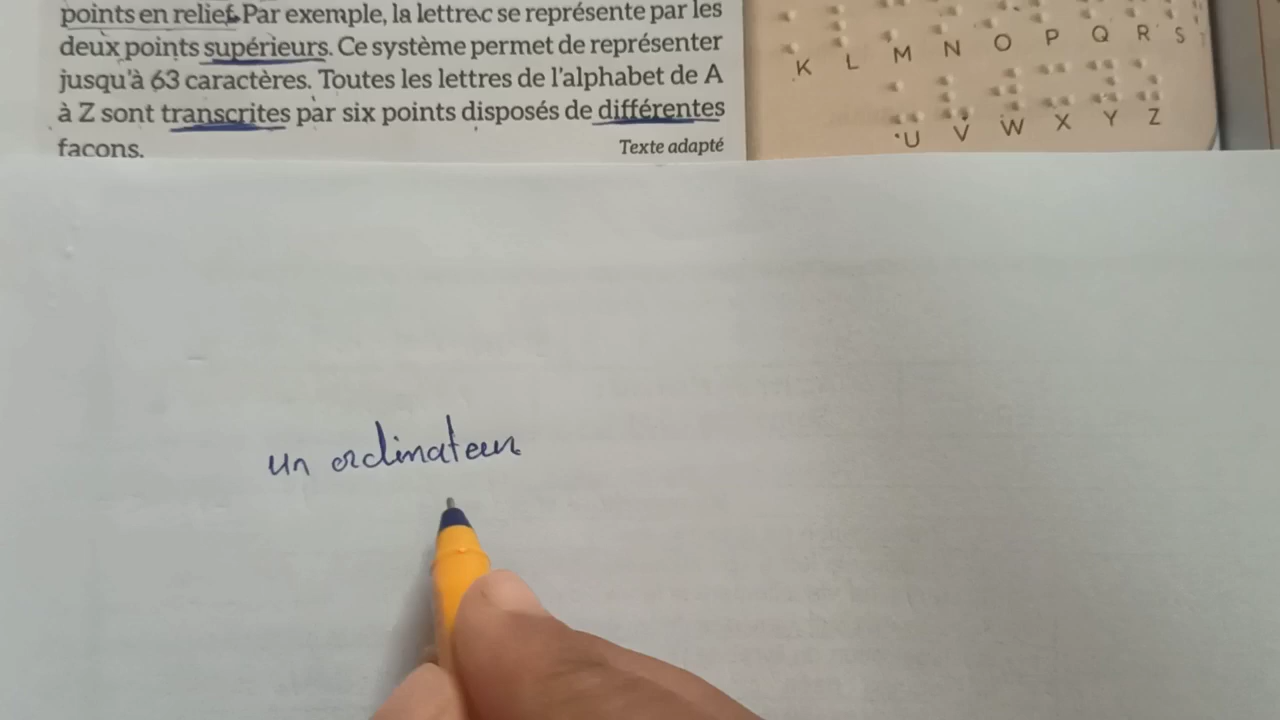 points en relief. Par exemple, la lettre c se représente par les
deux points supérieurs. Ce système permet de représenter
jusqu'à 63 caractères. Toutes les lettres de l'alphabet de A
à Z sont transcrites par six points disposés de différentes
façons.
Texte adapté
K L M N O P Q R S
U V W X Y Z
un ordinateur